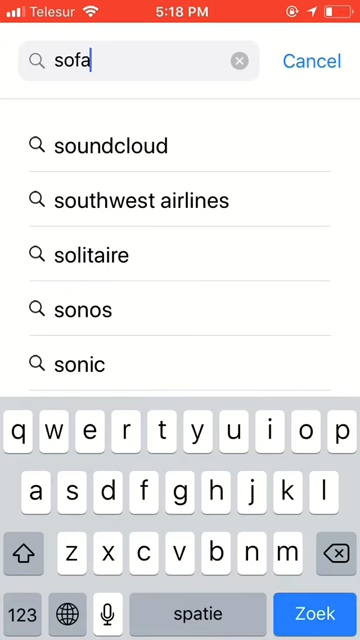 Telesur 5:18 PM
sofa Cancel
soundcloud
southwest airlines
solitaire
sonos
sonic
q w e r t y u i o p
a s d f g h j k l
z x c v b n m
123 spatie Zoek